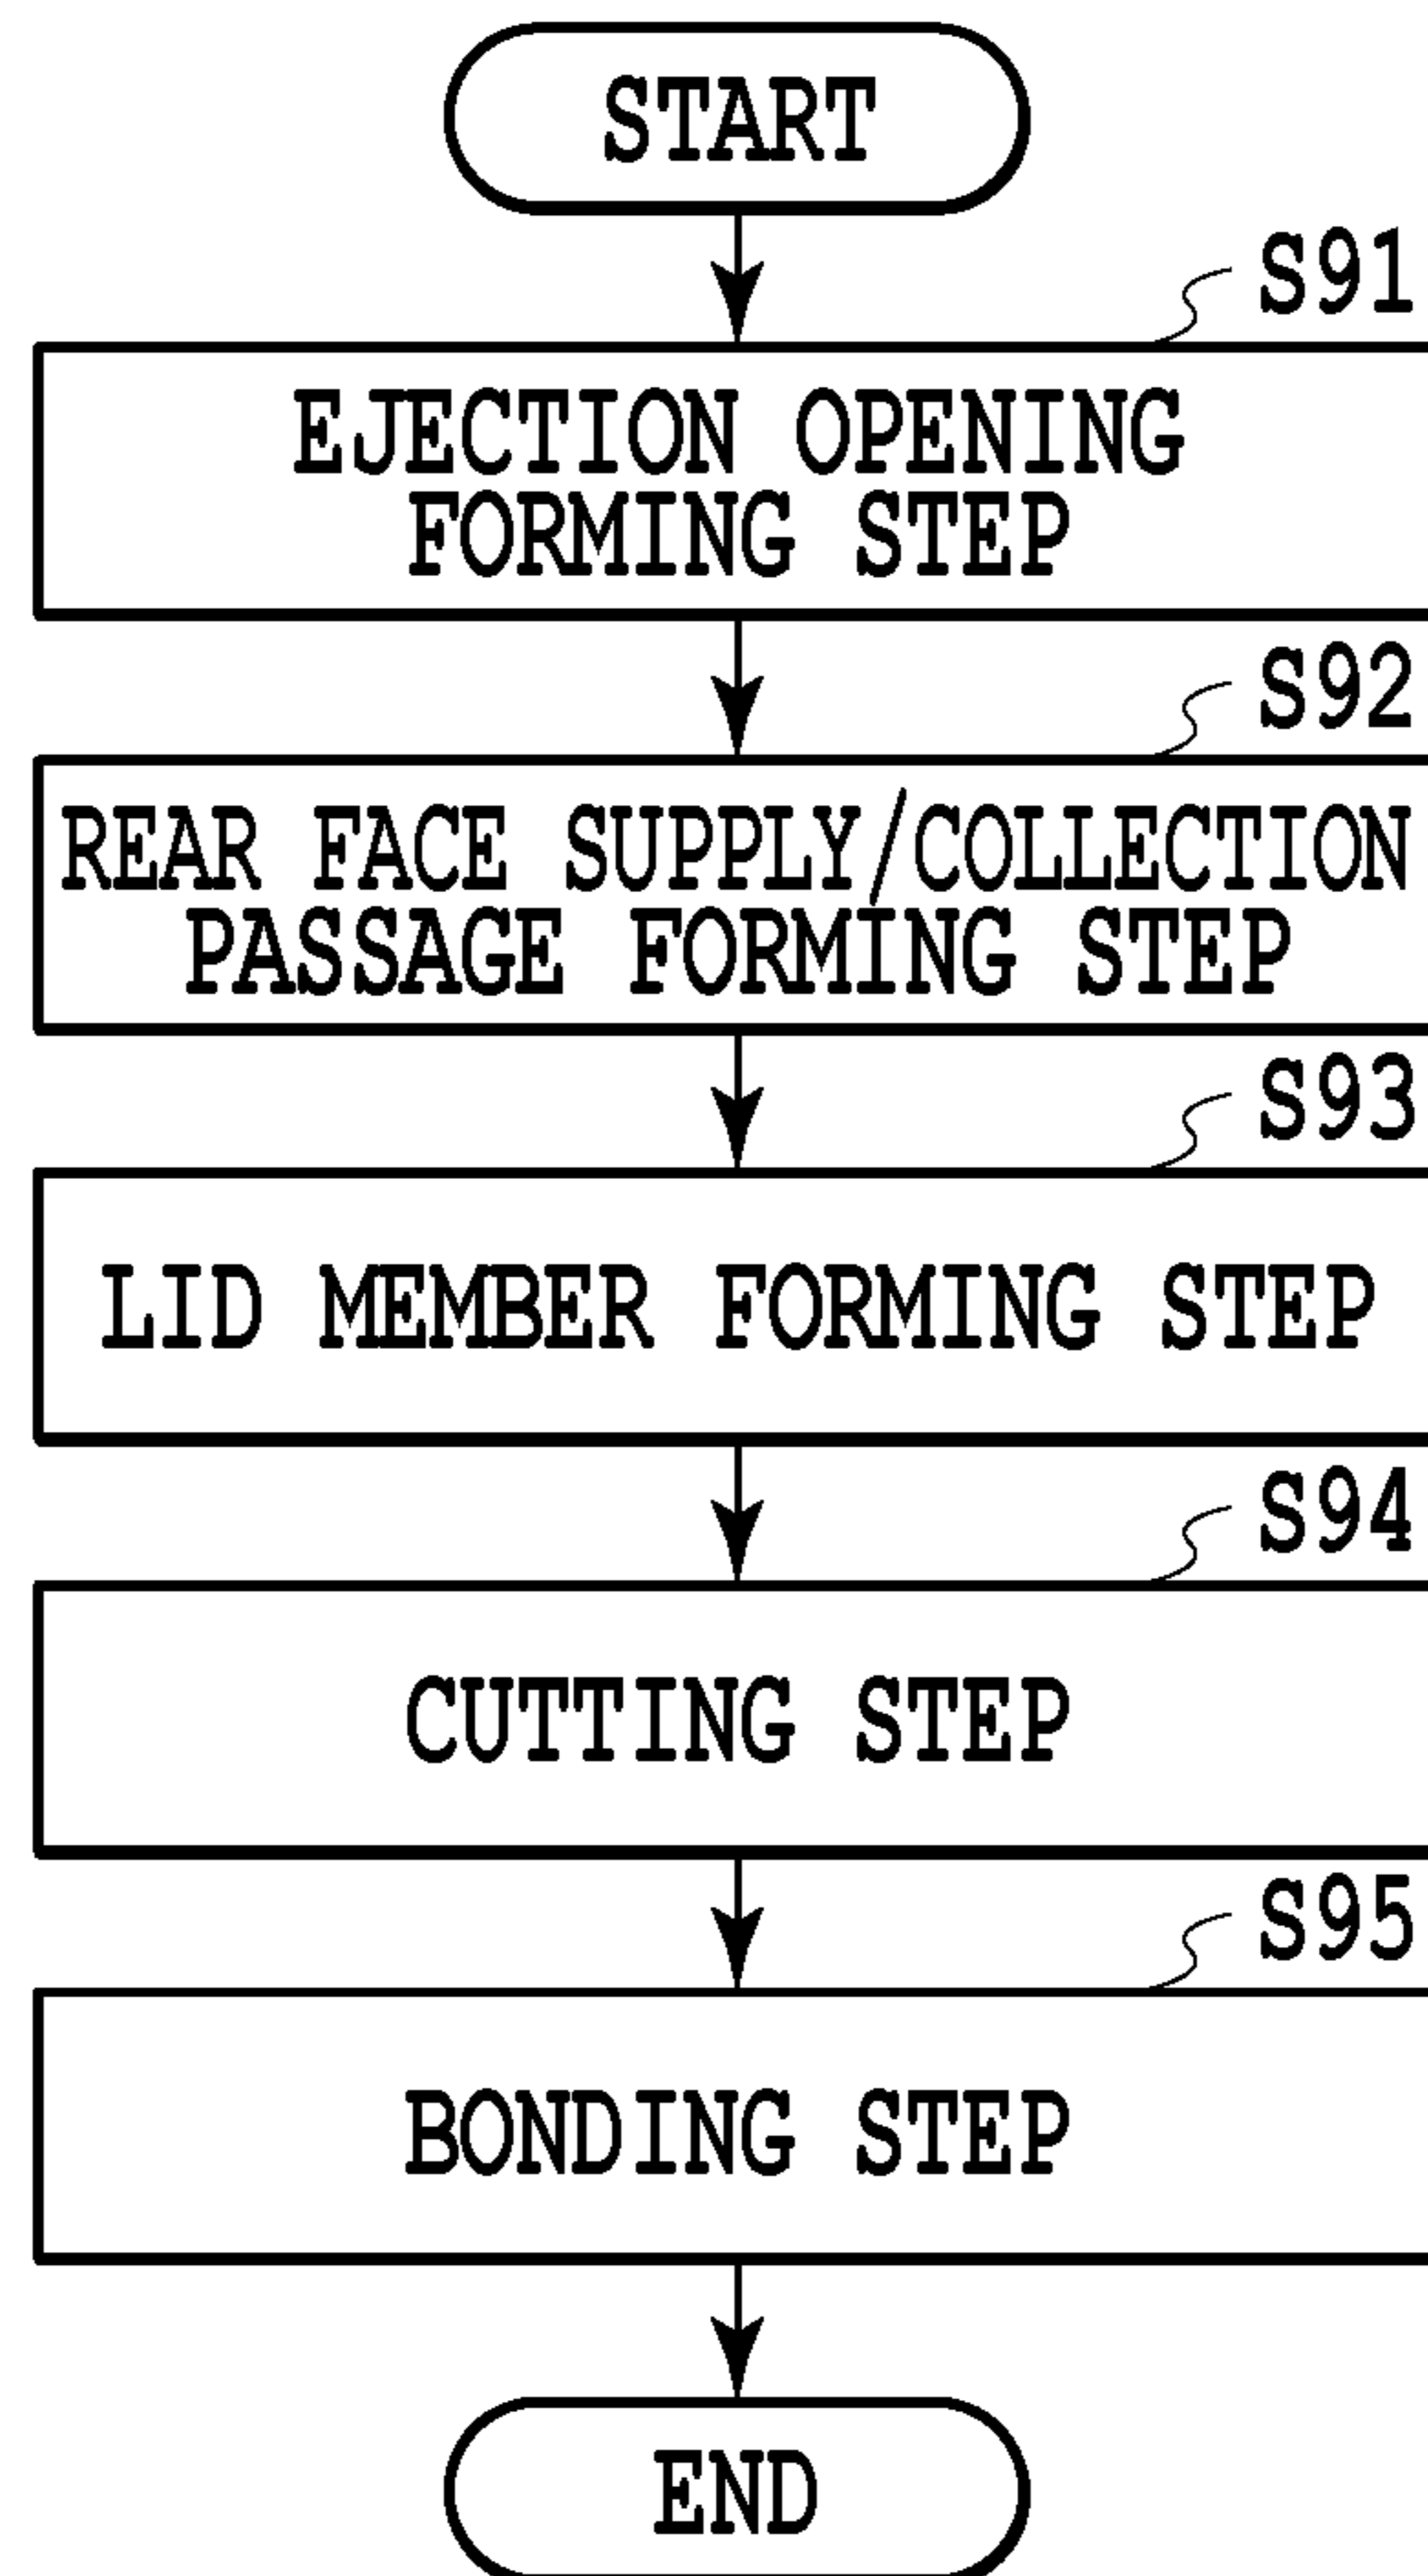 START
S91
EJECTION OPENING
FORMING STEP
S92
REAR FACE SUPPLY/COLLECTION
PASSAGE FORMING STEP
S93
LID MEMBER FORMING STEP
S94
CUTTING STEP
S95
BONDING STEP
END